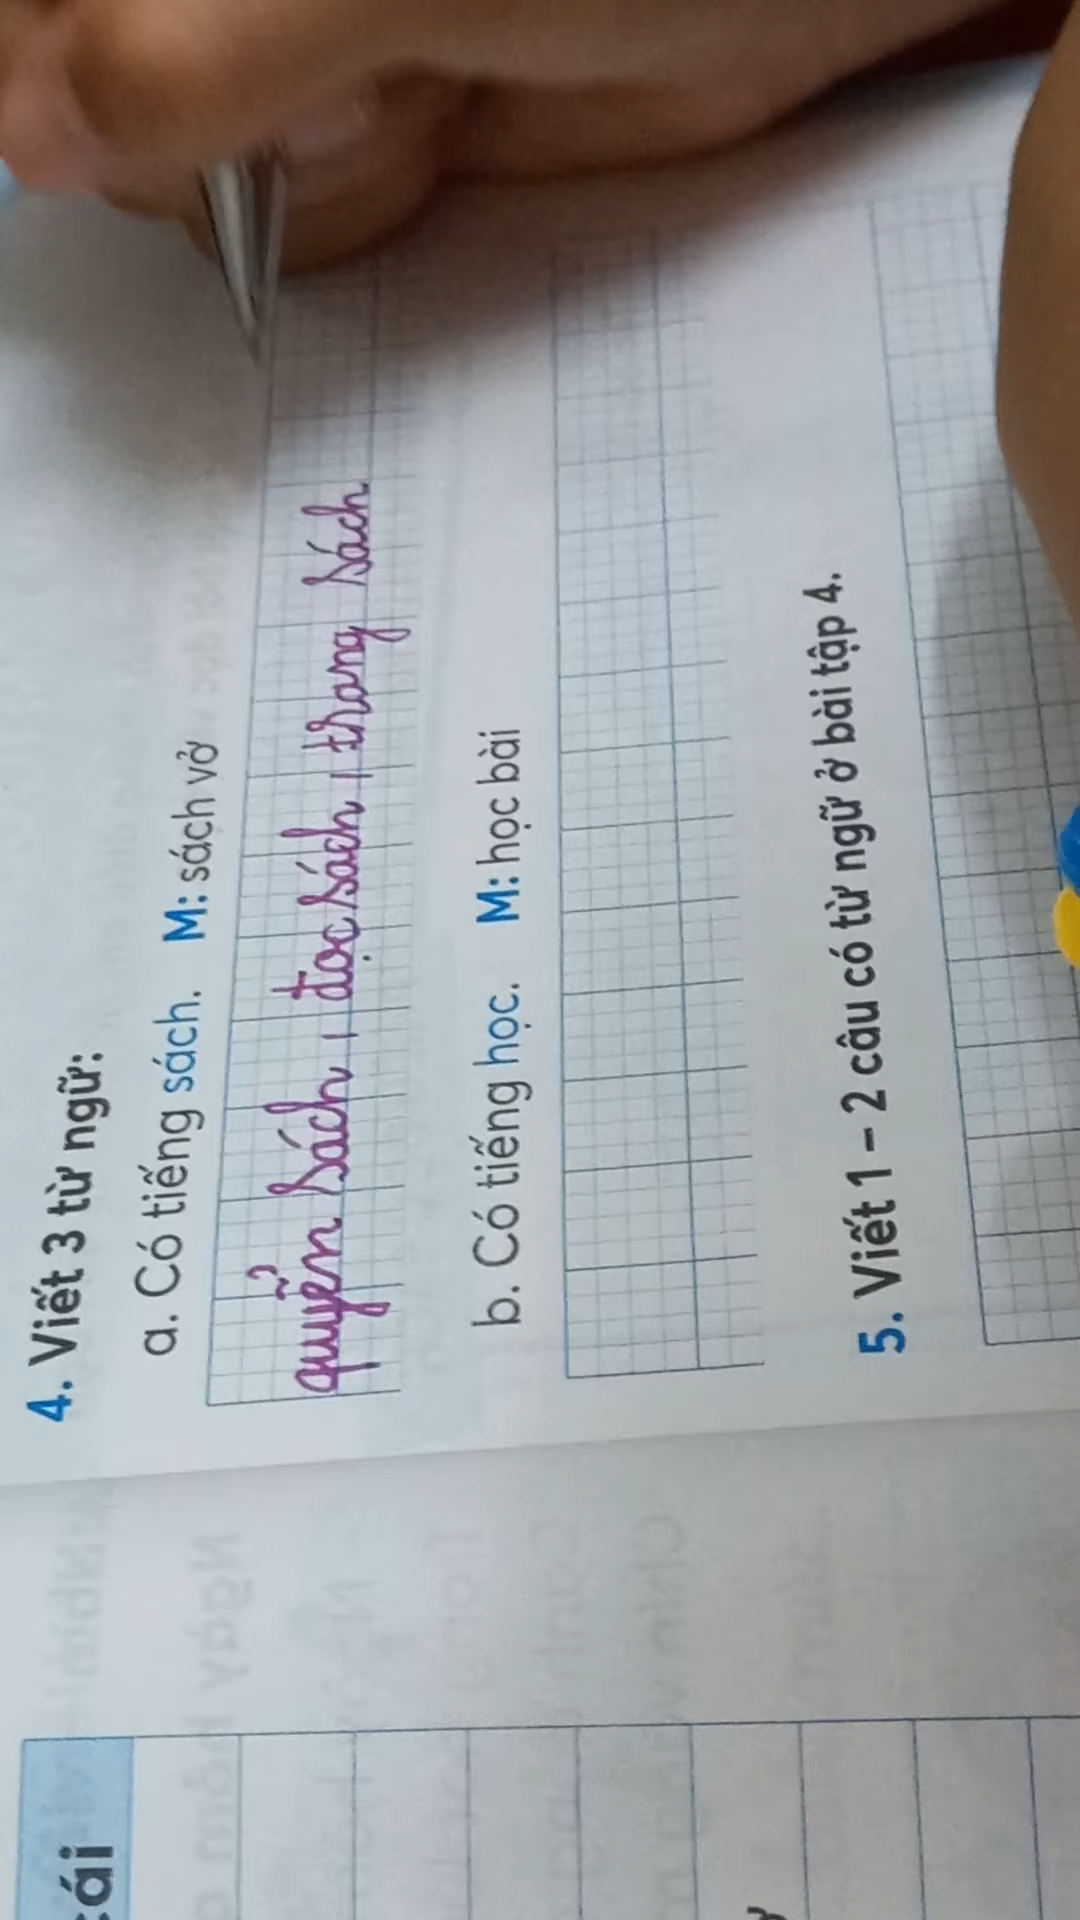 4. Viết 3 từ ngữ:
a. Có tiếng sách. M: sách vở
quyển sách, đọc sách, thang sách
b. Có tiếng học. M: học bài
5. Viết 1 – 2 câu có từ ngữ ở bài tập 4.
cái